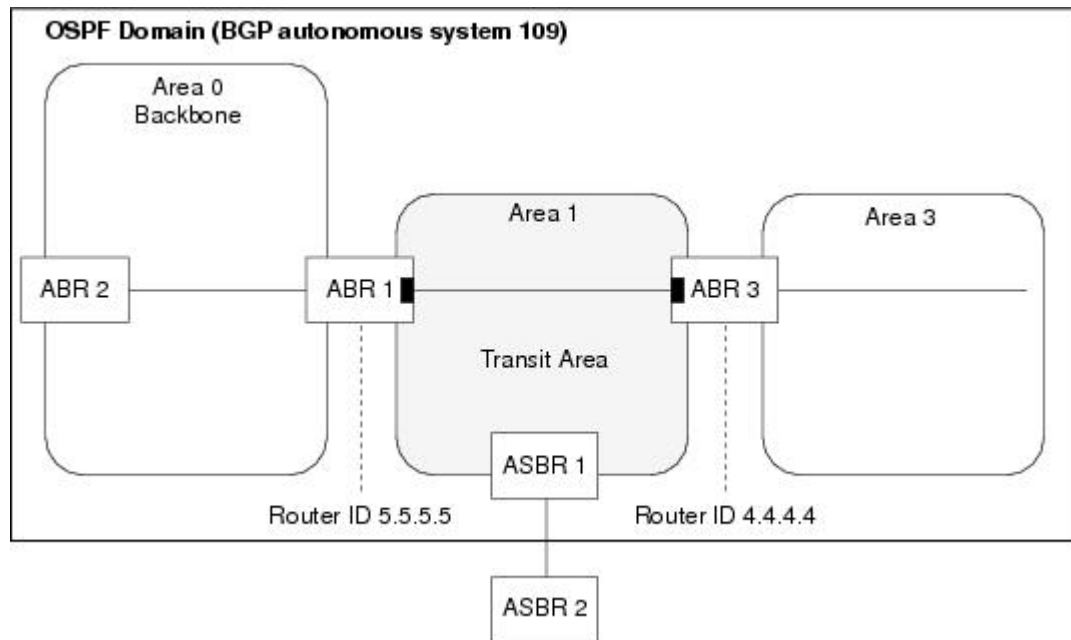 OSPF Domain (BGP autonomous system 109)
Area 0
Backbone
Area 1
Area 3
ABR 2
ABR 1
ABR 3
Transit Area
ASBR 1
Router ID 5.5.5.5
Router ID 4.4.4.4
ASBR 2